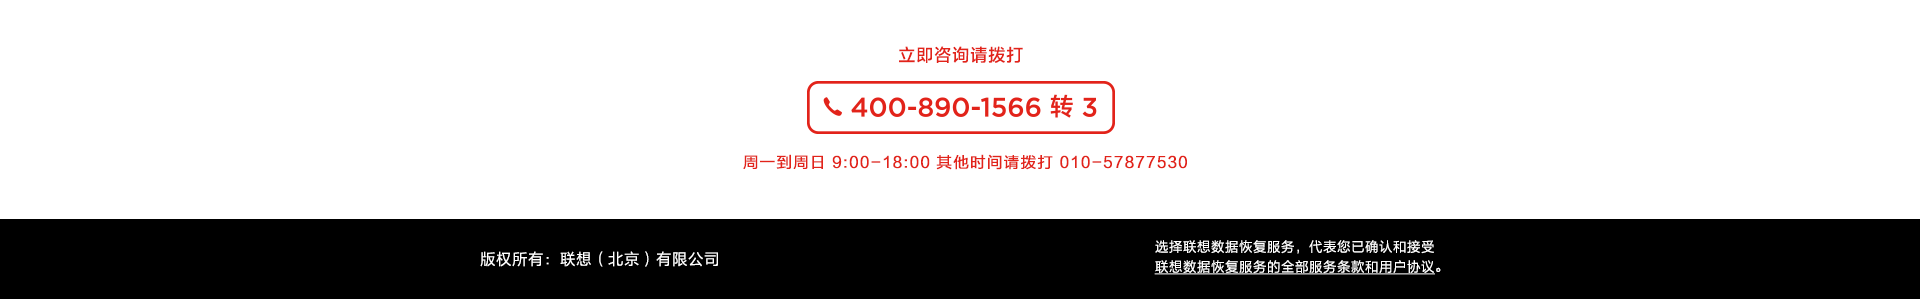 立即咨询请拨打
400-890-1566 转 3
周一到周日 9:00-18:00 其他时间请拨打 010-57877530
版权所有：联想（北京）有限公司
选择联想数据恢复服务，代表您已确认和接受
联想数据恢复服务的全部服务条款和用户协议。